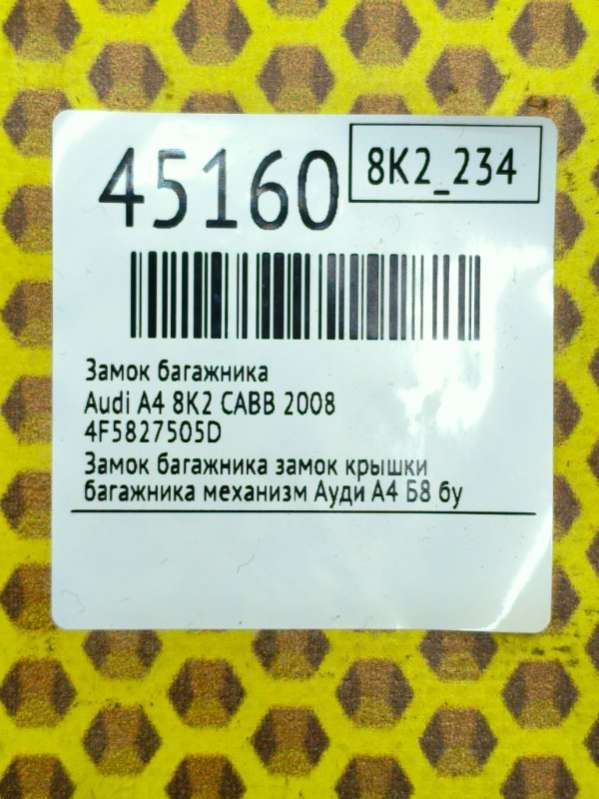 45160
8K2_234
Замок багажника
Audi A4 8K2 CABB 2008
4F5827505D
Замок багажника замок крышки
багажника механизм Ауди А4 Б8 бу